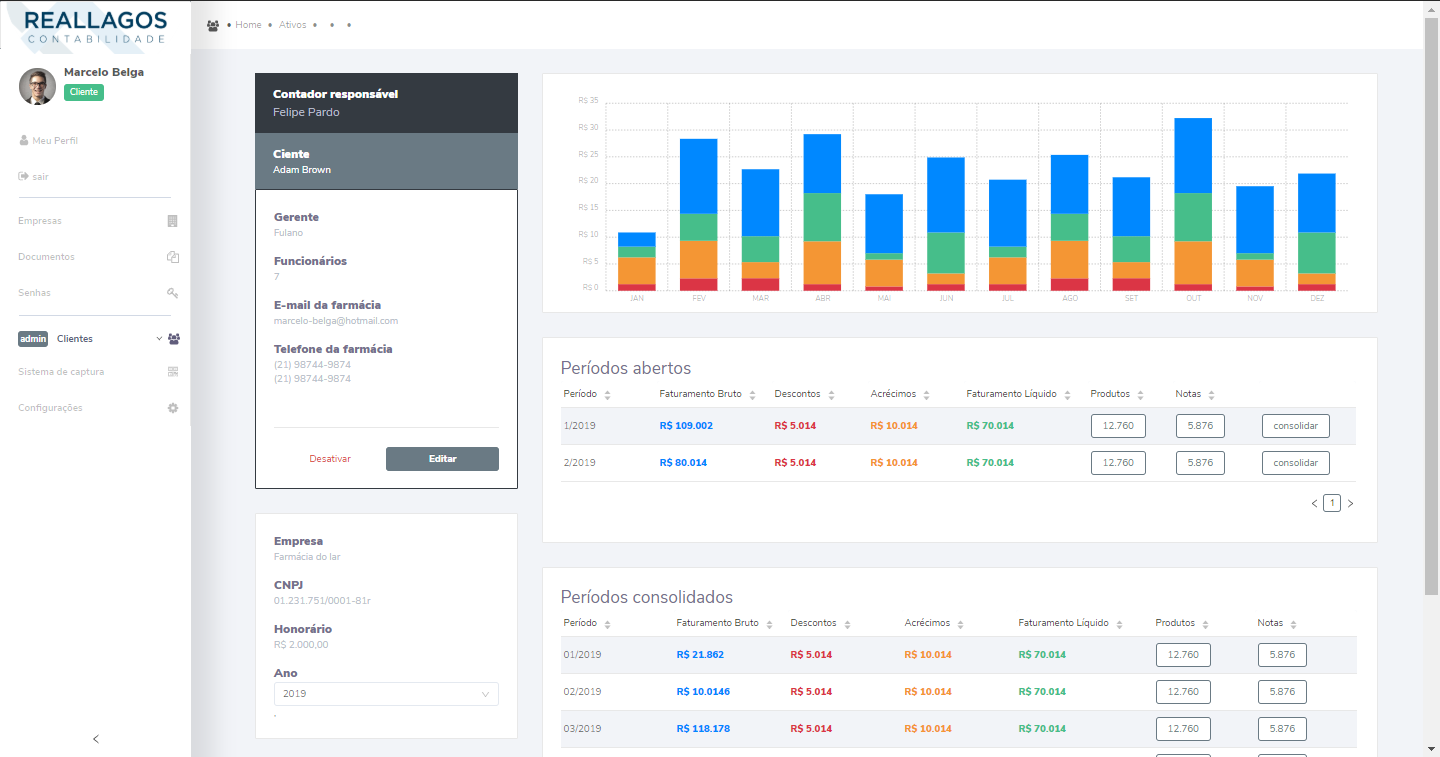 REALLAGOS
CONTABILIDADE
Marcelo Belga
Cliente
Meu Perfil
sair
Empresas
Documentos
Senhas
admin Clientes
Sistema de captura
Configurações
• Home • Ativos • • •
Contador responsável
Felipe Pardo
Ciente
Adam Brown
Gerente
Fulano
Funcionários
7
E-mail da farmácia
marcelo-belga@hotmail.com
Telefone da farmácia
(21) 98744-9874
(21) 98744-9874
Desativar Editar
Empresa
Farmácia do lar
CNPJ
01.231.751/0001-81r
Honorário
R$ 2.000,00
Ano
2019
R$ 35
R$ 30
R$ 25
R$ 20
R$ 15
R$ 10
R$ 5
R$ 0
JAN FEV MAR ABR MAI JUN JUL AGO SET OUT NOV DEZ
Períodos abertos
Período Faturamento Bruto Descontos Acrécimos Faturamento Líquido Produtos Notas
1/2019 R$ 109.002 R$ 5.014 R$ 10.014 R$ 70.014 12.760 5.876 consolidar
2/2019 R$ 80.014 R$ 5.014 R$ 10.014 R$ 70.014 12.760 5.876 consolidar
< 1 >
Períodos consolidados
Período Faturamento Bruto Descontos Acrécimos Faturamento Líquido Produtos Notas
01/2019 R$ 21.862 R$ 5.014 R$ 10.014 R$ 70.014 12.760 5.876
02/2019 R$ 10.0146 R$ 5.014 R$ 10.014 R$ 70.014 12.760 5.876
03/2019 R$ 118.178 R$ 5.014 R$ 10.014 R$ 70.014 12.760 5.876